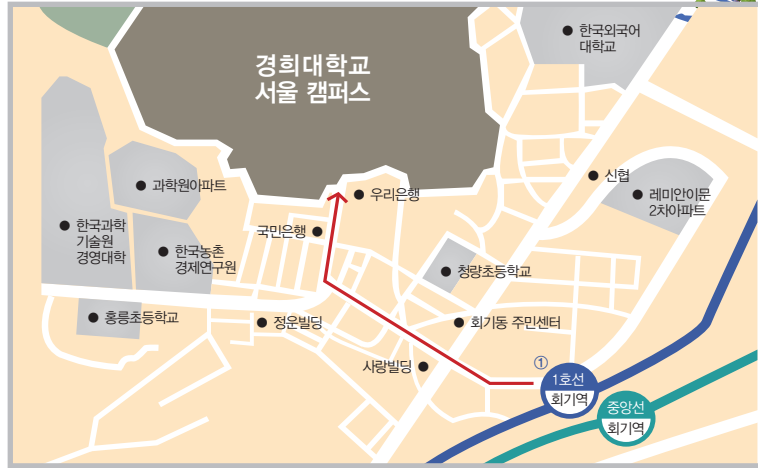 한국외국어
대학교
경희대학교
서울 캠퍼스
신협
과학원아파트
우리은행
레미안이문
2차아파트
한국과학
기술원
경영대학
국민은행
한국농촌
경제연구원
청량초등학교
홍릉초등학교
정운빌딩
회기동 주민센터
사랑빌딩
①
1호선
회기역
중앙선
회기역